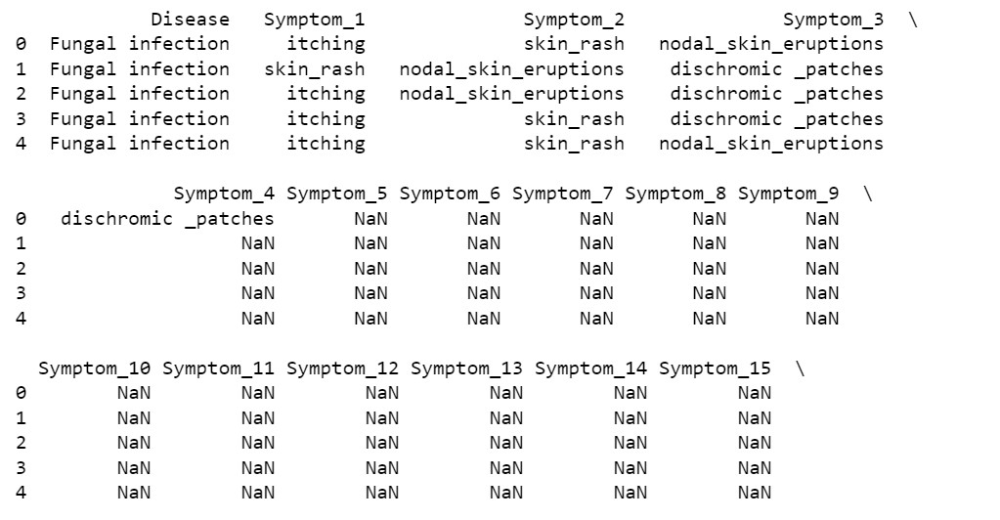 Disease Symptom_1 Symptom_2 Symptom_3 \
0 Fungal infection itching skin_rash nodal_skin_eruptions
1 Fungal infection skin_rash nodal_skin_eruptions dischromic _patches
2 Fungal infection itching nodal_skin_eruptions dischromic _patches
3 Fungal infection itching skin_rash dischromic _patches
4 Fungal infection itching skin_rash nodal_skin_eruptions
Symptom_4 Symptom_5 Symptom_6 Symptom_7 Symptom_8 Symptom_9 \
0 dischromic _patches NaN NaN NaN NaN NaN
1 NaN NaN NaN NaN NaN NaN
2 NaN NaN NaN NaN NaN NaN
3 NaN NaN NaN NaN NaN NaN
4 NaN NaN NaN NaN NaN NaN
Symptom_10 Symptom_11 Symptom_12 Symptom_13 Symptom_14 Symptom_15 \
0 NaN NaN NaN NaN NaN NaN
1 NaN NaN NaN NaN NaN NaN
2 NaN NaN NaN NaN NaN NaN
3 NaN NaN NaN NaN NaN NaN
4 NaN NaN NaN NaN NaN NaN